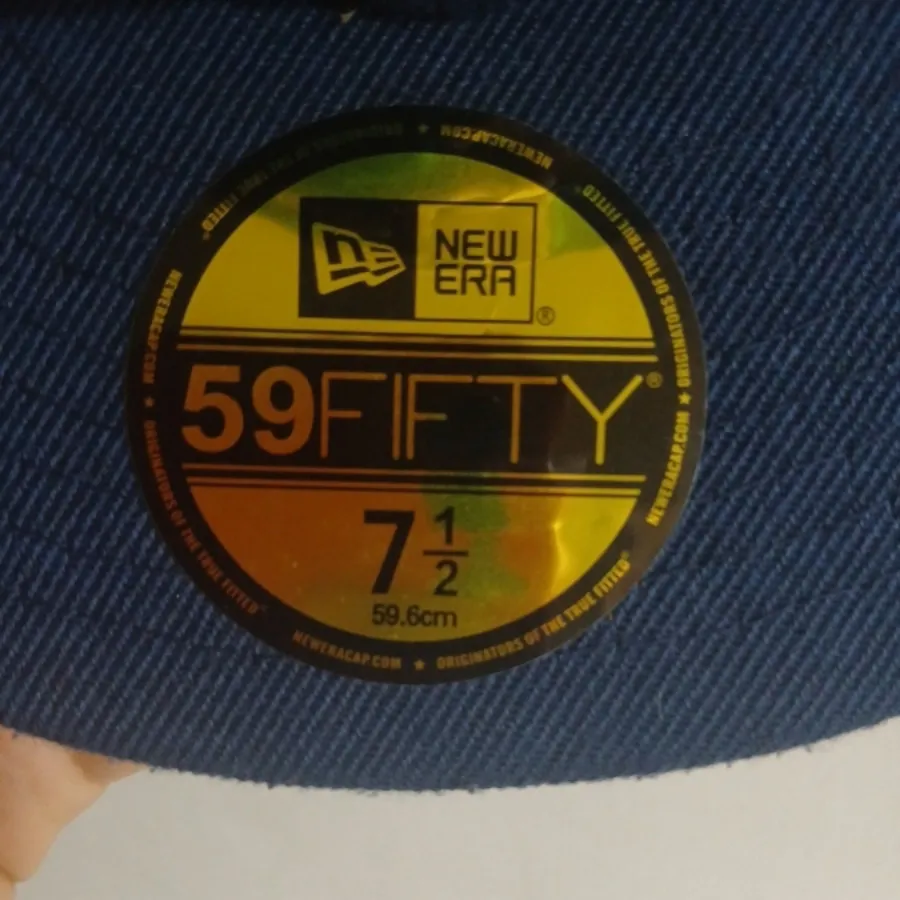 NEW
ERA
®
59FIFTY®
7 1/2
59.6cm
NEWERACAP.COM ★ ORIGINATORS OF THE TRUE FITTED®
NEWERACAP.COM ★ ORIGINATORS OF THE TRUE FITTED®
NEWERACAP.COM ★ ORIGINATORS OF THE TRUE FITTED®
NEWERACAP.COM ★ ORIGINATORS OF THE TRUE FITTED®